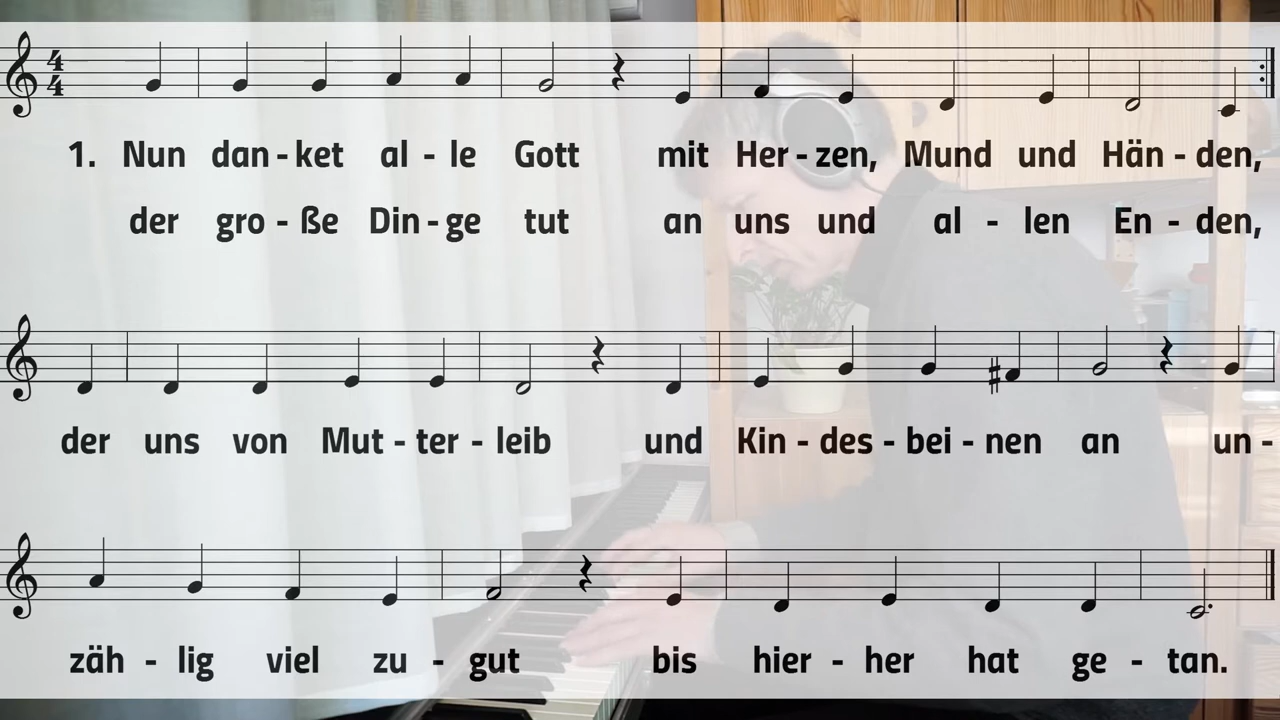 4
4
1. Nun dan - ket al - le Gott mit Her - zen, Mund und Hän - den,
der gro - ße Din - ge tut an uns und al - len En - den,
der uns von Mut - ter - leib und Kin - des - bei - nen an un -
zäh - lig viel zu - gut bis hier - her hat ge - tan.